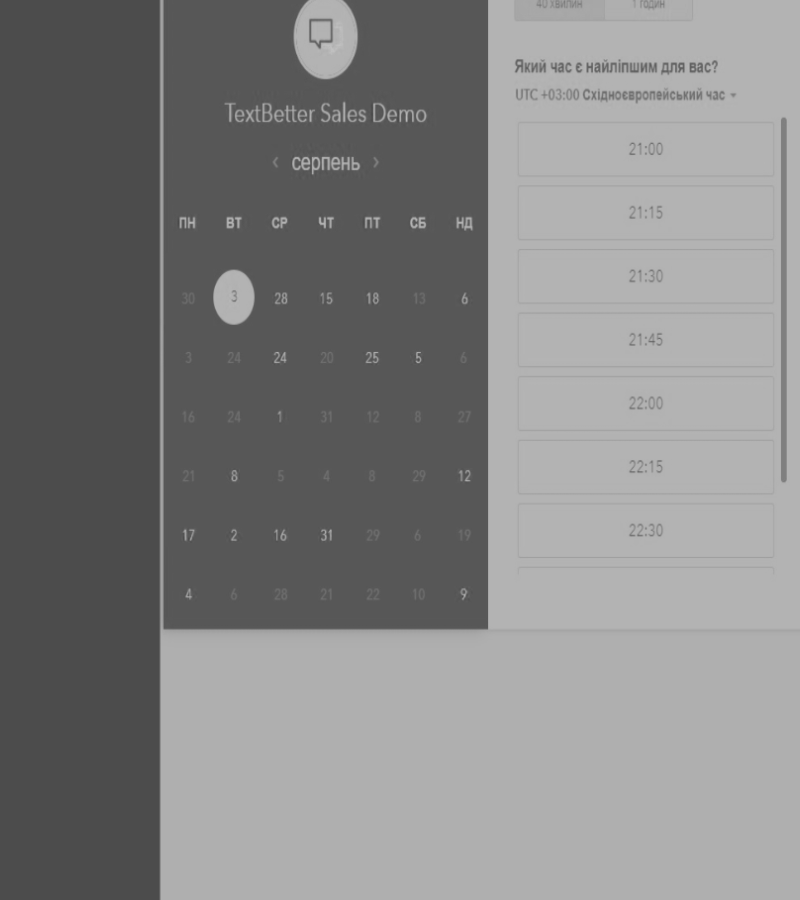 TextBetter Sales Demo
‹ серпень ›
ПН ВТ СР ЧТ ПТ СБ НД
30 3 28 15 18 13 6
3 24 24 20 25 5 6
16 24 1 31 12 8 27
21 8 5 4 8 29 12
17 2 16 31 29 6 19
4 6 28 21 22 10 9
40 хвилин 1 годин
Який час є найліпшим для вас?
UTC +03:00 Східноєвропейський час
21:00
21:15
21:30
21:45
22:00
22:15
22:30